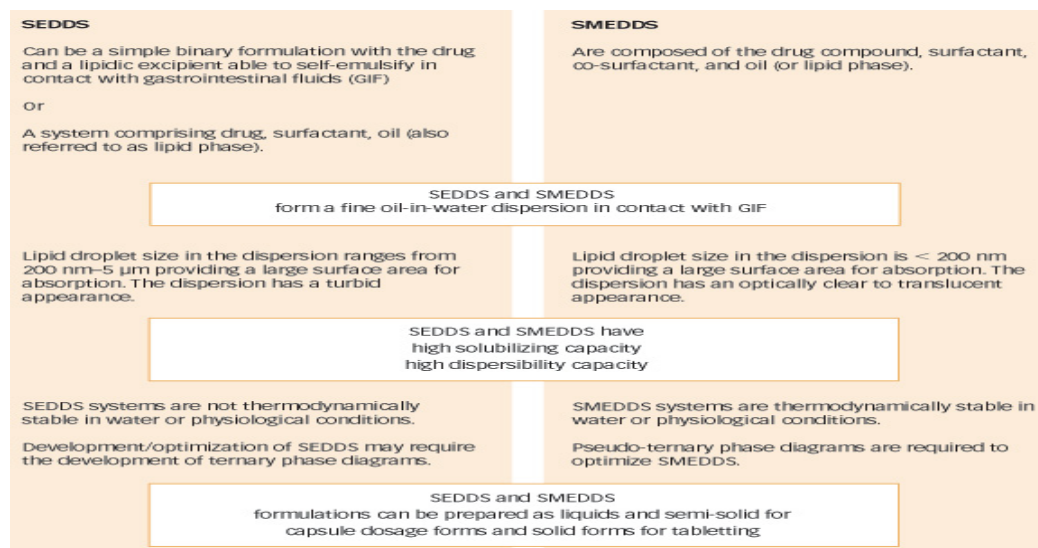 SEDDS
Can be a simple binary formulation with the drug
and a lipidic excipient able to self-emulsify in
contact with gastrointestinal fluids (GIF)
Or
A system comprising drug, surfactant, oil (also
referred to as lipid phase).
SMEDDS
Are composed of the drug compound, surfactant,
co-surfactant, and oil (or lipid phase).
SEDDS and SMEDDS
form a fine oil-in-water dispersion in contact with GIF
Lipid droplet size in the dispersion ranges from
200 nm–5 µm providing a large surface area for
absorption. The dispersion has a turbid
appearance.
Lipid droplet size in the dispersion is < 200 nm
providing a large surface area for absorption. The
dispersion has an optically clear to translucent
appearance.
SEDDS and SMEDDS have
high solubilizing capacity
high dispersibility capacity
SEDDS systems are not thermodynamically
stable in water or physiological conditions.
Development/optimization of SEDDS may require
the development of ternary phase diagrams.
SMEDDS systems are thermodynamically stable in
water or physiological conditions.
Pseudo-ternary phase diagrams are required to
optimize SMEDDS.
SEDDS and SMEDDS
formulations can be prepared as liquids and semi-solid for
capsule dosage forms and solid forms for tabletting